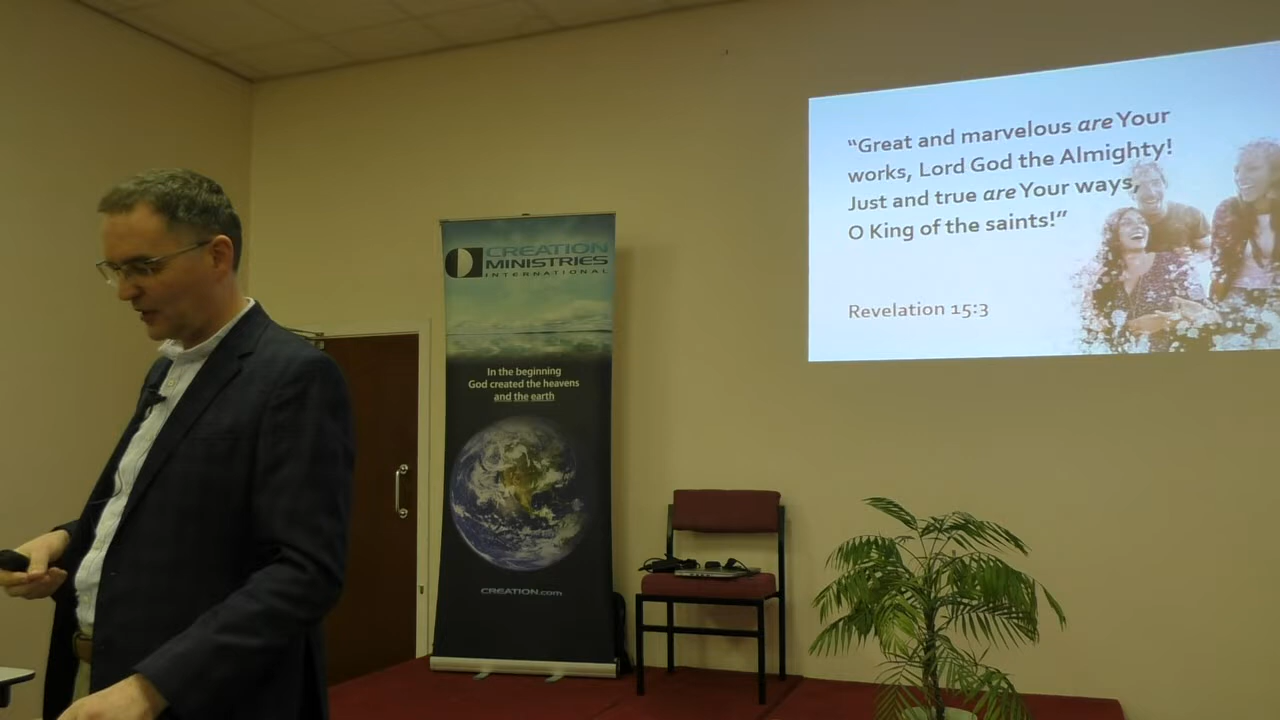 CREATION
MINISTRIES
INTERNATIONAL
In the beginning
God created the heavens
and the earth
CREATION.com
“Great and marvelous are Your
works, Lord God the Almighty!
Just and true are Your ways,
O King of the saints!”
Revelation 15:3